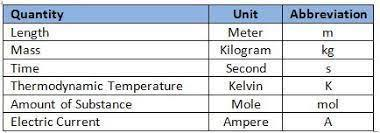 Quantity Unit Abbreviation
Length Meter m
Mass Kilogram kg
Time Second s
Thermodynamic Temperature Kelvin K
Amount of Substance Mole mol
Electric Current Ampere A